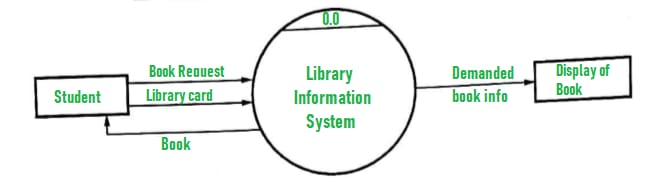 0.0
Book Request
Library card
Student
Book
Library
Information
System
Demanded
book info
Display of
Book